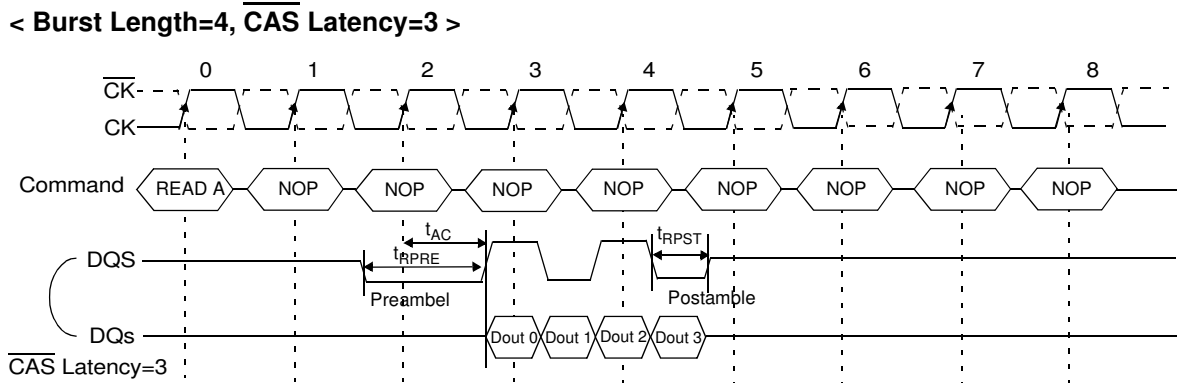 < Burst Length=4, CAS Latency=3 >
0 1 2 3 4 5 6 7 8
CK
CK
Command READ A NOP NOP NOP NOP NOP NOP NOP NOP
tAC tRPST
DQS tRPRE
Preambel Postamble
DQs Dout 0 Dout 1 Dout 2 Dout 3
CAS Latency=3